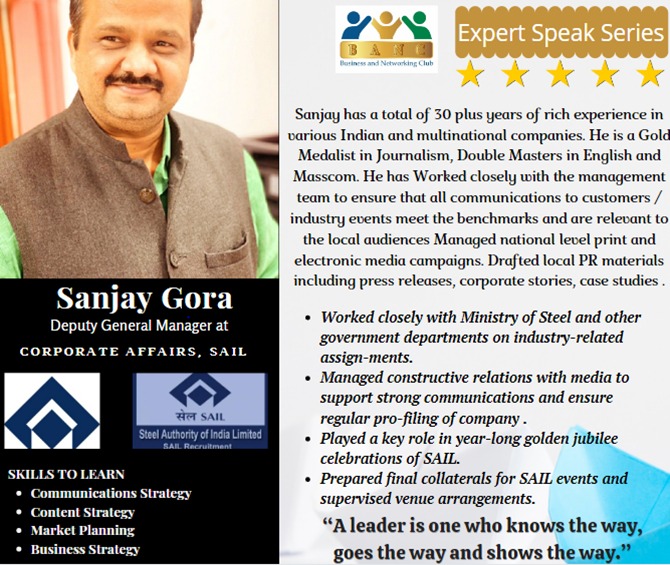 BANC
Business and Networking Club
Expert Speak Series
Sanjay has a total of 30 plus years of rich experience in
various Indian and multinational companies. He is a Gold
Medalist in Journalism, Double Masters in English and
Masscom. He has Worked closely with the management
team to ensure that all communications to customers /
industry events meet the benchmarks and are relevant to
the local audiences Managed national level print and
electronic media campaigns. Drafted local PR materials
including press releases, corporate stories, case studies .
Sanjay Gora
Deputy General Manager at
CORPORATE AFFAIRS, SAIL
सेल SAIL
Steel Authority of India Limited
SAIL Recruitment
SKILLS TO LEARN
• Communications Strategy
• Content Strategy
• Market Planning
• Business Strategy
• Worked closely with Ministry of Steel and other
government departments on industry-related
assign-ments.
• Managed constructive relations with media to
support strong communications and ensure
regular pro-filing of company .
• Played a key role in year-long golden jubilee
celebrations of SAIL.
• Prepared final collaterals for SAIL events and
supervised venue arrangements.
“A leader is one who knows the way,
goes the way and shows the way.”